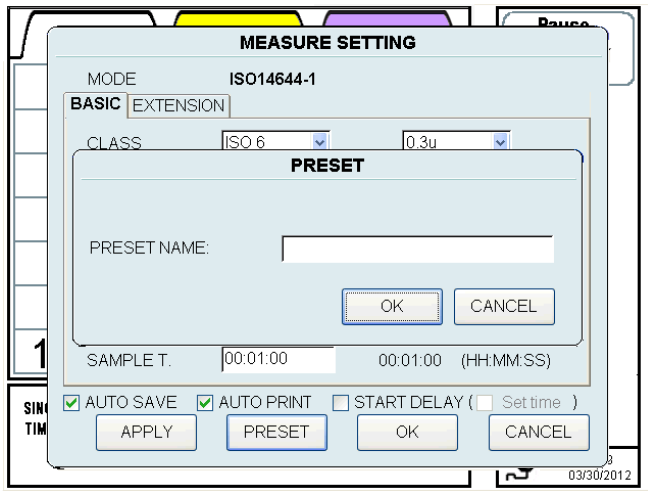 Pause
MEASURE SETTING
MODE ISO14644-1
BASIC EXTENSION
CLASS ISO 6 0.3u
PRESET
PRESET NAME:
OK CANCEL
1
SAMPLE T. 00:01:00 00:01:00 (HH:MM:SS)
AUTO SAVE AUTO PRINT START DELAY ( Set time )
SIN
TIM
APPLY PRESET OK CANCEL
03/30/2012